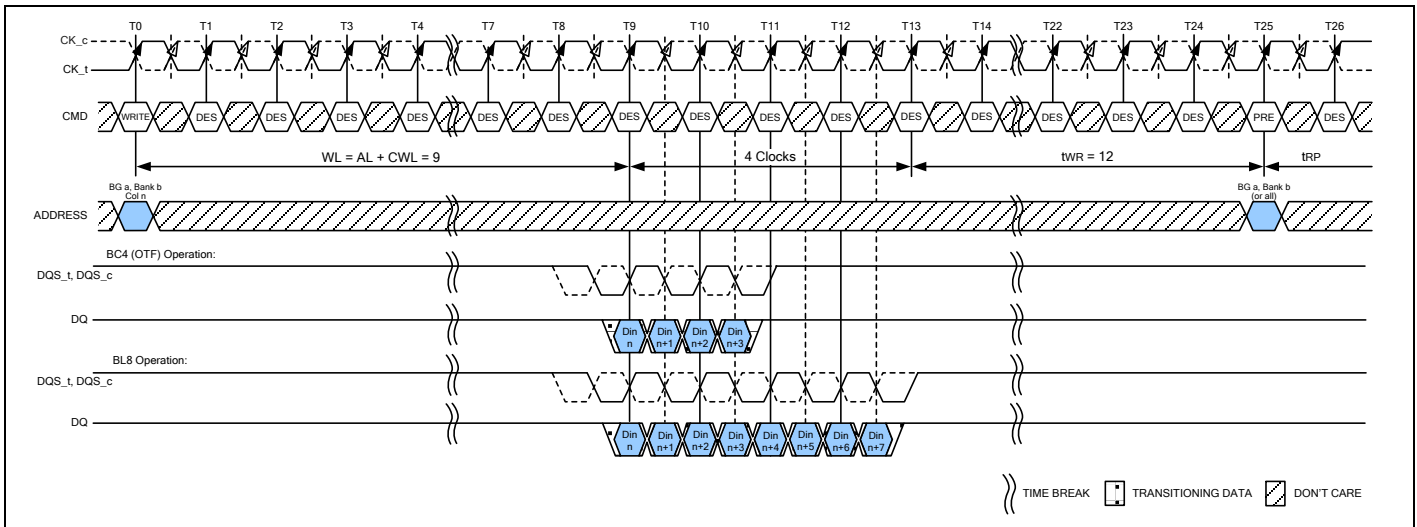 T0 T1 T2 T3 T4 T7 T8 T9 T10 T11 T12 T13 T14 T22 T23 T24 T25 T26
CK_c
CK_t
CMD WRITE DES DES DES DES DES DES DES DES DES DES DES DES DES DES DES PRE DES
WL = AL + CWL = 9 4 Clocks tWR = 12 tRP
BG a, Bank b
Col n
BG a, Bank b
(or all)
ADDRESS
BC4 (OTF) Operation:
DQS_t, DQS_c
DQ
Din n Din n+1 Din n+2 Din n+3
BL8 Operation:
DQS_t, DQS_c
DQ
Din n Din n+1 Din n+2 Din n+3 Din n+4 Din n+5 Din n+6 Din n+7
TIME BREAK TRANSITIONING DATA DON'T CARE